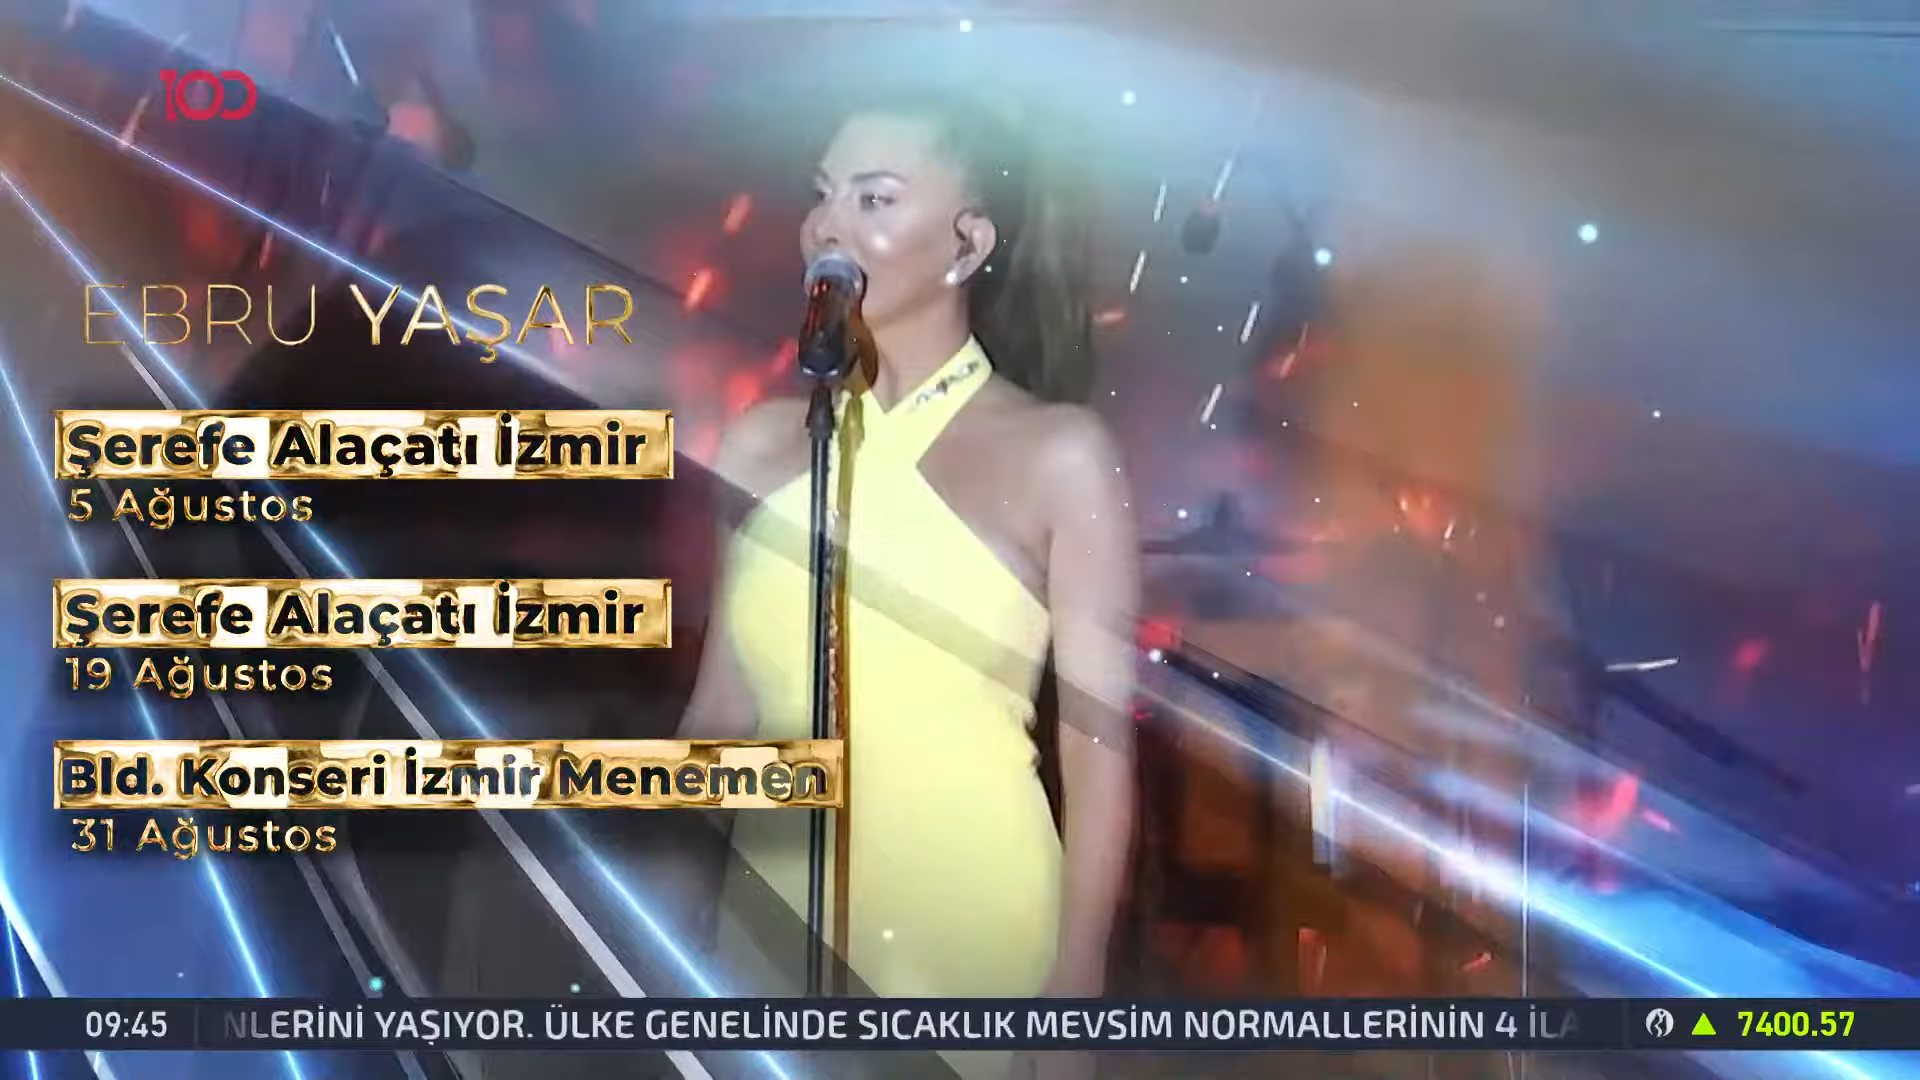 100
EBRU YAŞAR
Şerefe Alaçatı İzmir
5 Ağustos
Şerefe Alaçatı İzmir
19 Ağustos
Bld. Konseri İzmir Menemen
31 Ağustos
09:45
NLERİNİ YAŞIYOR. ÜLKE GENELİNDE SICAKLIK MEVSİM NORMALLERİNİN 4 İLA
7400.57